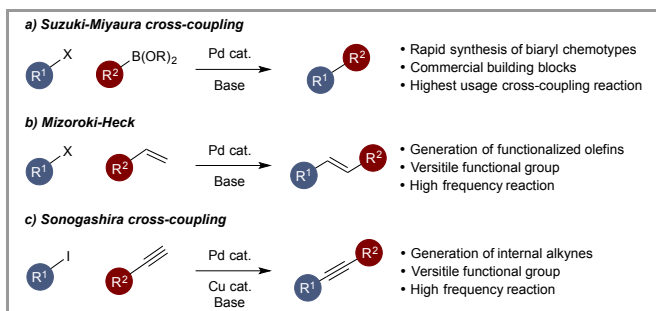 a) Suzuki-Miyaura cross-coupling
R1 X R2 B(OR)2 Pd cat. Base R1 R2
• Rapid synthesis of biaryl chemotypes
• Commercial building blocks
• Highest usage cross-coupling reaction
b) Mizoroki-Heck
R1 X R2 Pd cat. Base R1 R2
• Generation of functionalized olefins
• Versitile functional group
• High frequency reaction
c) Sonogashira cross-coupling
R1 I R2 Pd cat. Cu cat. Base R1 R2
• Generation of internal alkynes
• Versitile functional group
• High frequency reaction